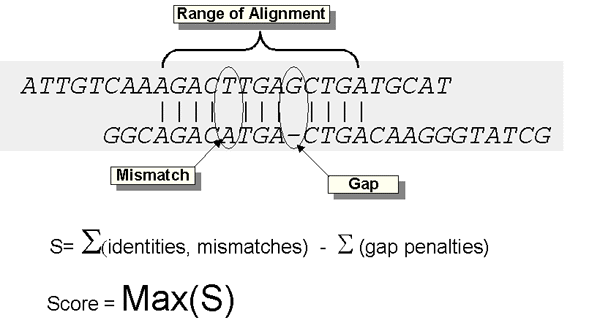 Range of Alignment
ATTGTCAAAGACTTGAGCTGATGCAT
| | | | | | | | | | |
GGCAGACATGA-CTGACAAGGGTATCG
Mismatch
Gap
S= Σ(identities, mismatches) - Σ (gap penalties)
Score = Max(S)